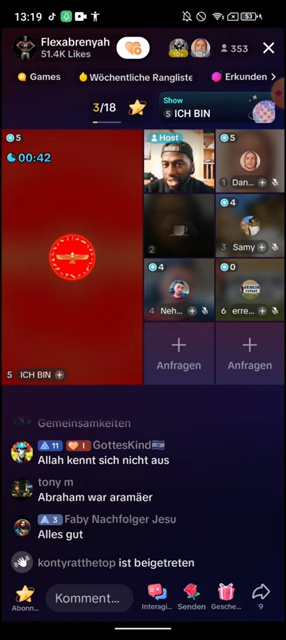 13:19
53
Flexabrenyah
51.4K Likes
353
Games
Wöchentliche Rangliste
Erkunden
3/18
Show
5 ICH BIN
5
00:42
5 ICH BIN
Host
5
1 Dan...
2
4
3 Samy
4
4 Neh...
0
6 erre...
Anfragen
Anfragen
Gemeinsamkeiten
11 1 GottesKind
Allah kennt sich nicht aus
tony m
Abraham war aramäer
3 Faby Nachfolger Jesu
Alles gut
kontyratthetop ist beigetreten
Abonn...
Komment...
Interagi...
Senden
Gesche...
9